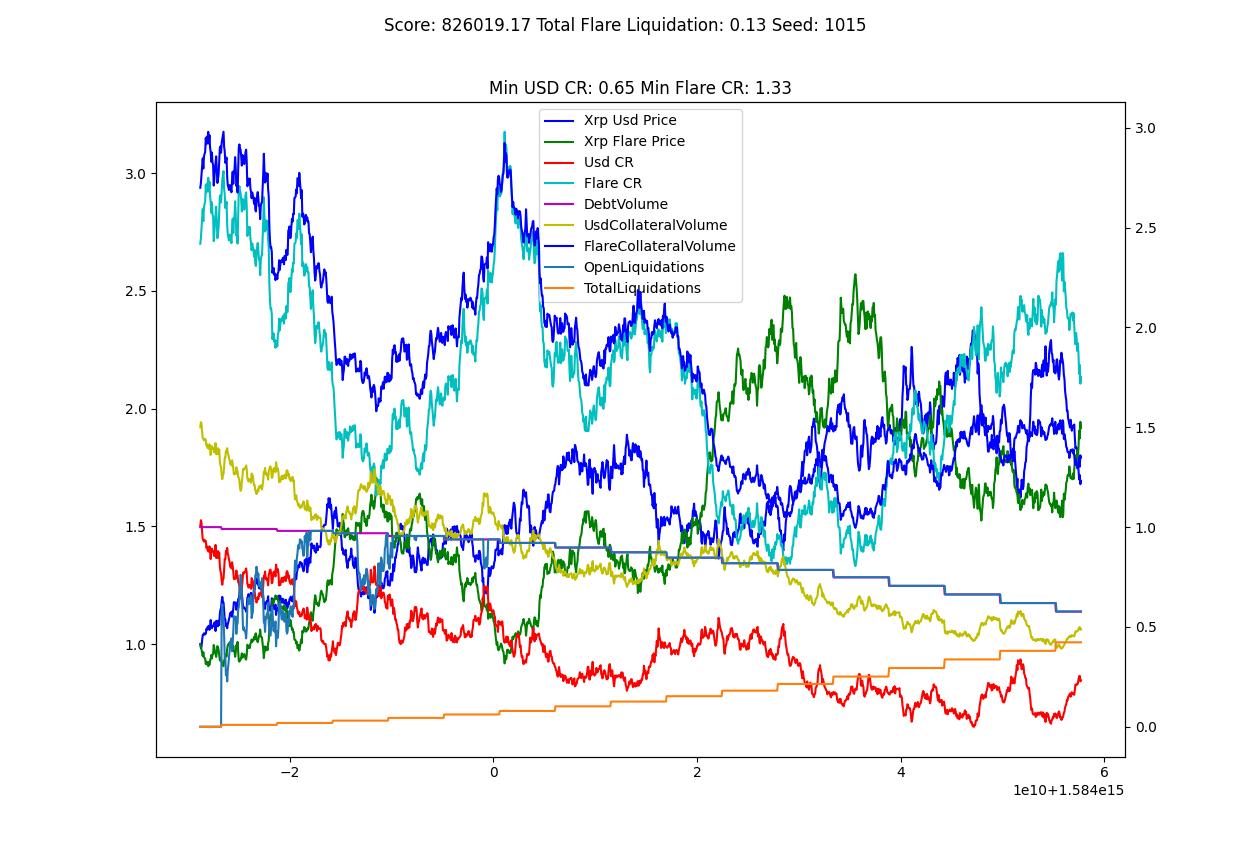 Score: 826019.17 Total Flare Liquidation: 0.13 Seed: 1015
Min USD CR: 0.65 Min Flare CR: 1.33
Xrp Usd Price
Xrp Flare Price
Usd CR
Flare CR
DebtVolume
UsdCollateralVolume
FlareCollateralVolume
OpenLiquidations
TotalLiquidations
3.0
2.5
2.0
1.5
1.0
3.0
2.5
2.0
1.5
1.0
0.5
0.0
−2 0 2 4 6
1e10+1.584e15